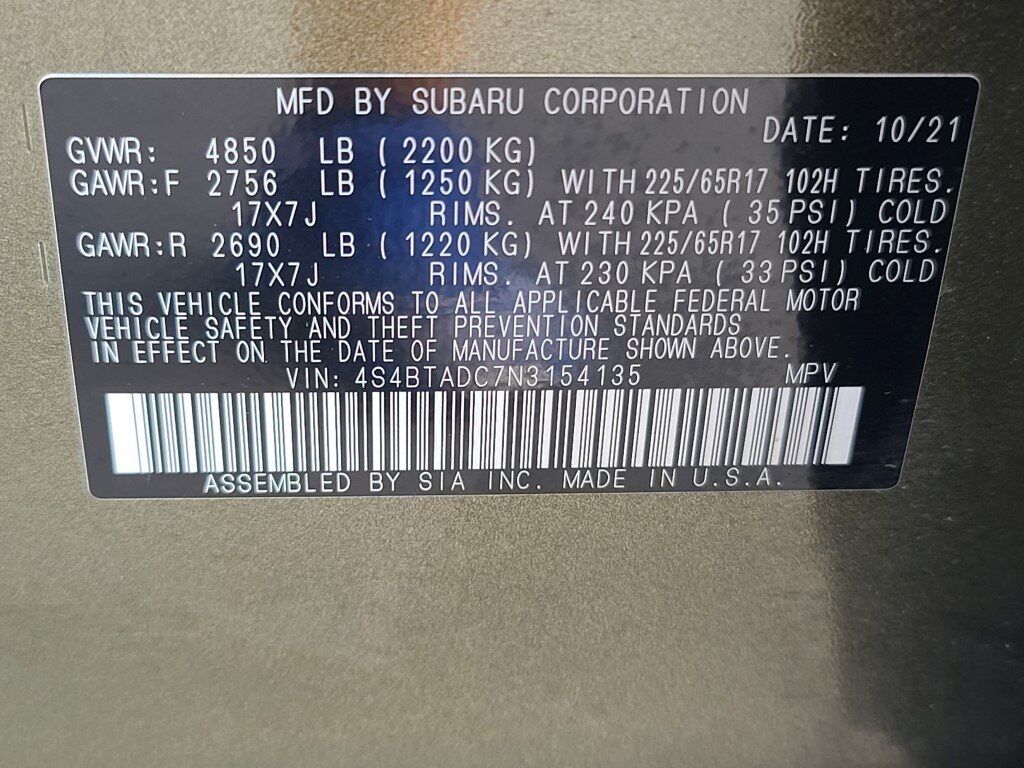 MFD BY SUBARU CORPORATION
DATE: 10/21
GVWR: 4850 LB ( 2200 KG)
GAWR:F 2756 LB ( 1250 KG) WITH 225/65R17 102H TIRES.
17X7J RIMS. AT 240 KPA ( 35 PSI) COLD
GAWR:R 2690 LB ( 1220 KG) WITH 225/65R17 102H TIRES.
17X7J RIMS. AT 230 KPA ( 33 PSI) COLD
THIS VEHICLE CONFORMS TO ALL APPLICABLE FEDERAL MOTOR
VEHICLE SAFETY AND THEFT PREVENTION STANDARDS
IN EFFECT ON THE DATE OF MANUFACTURE SHOWN ABOVE.
VIN: 4S4BTADC7N3154135 MPV
ASSEMBLED BY SIA INC. MADE IN U.S.A.